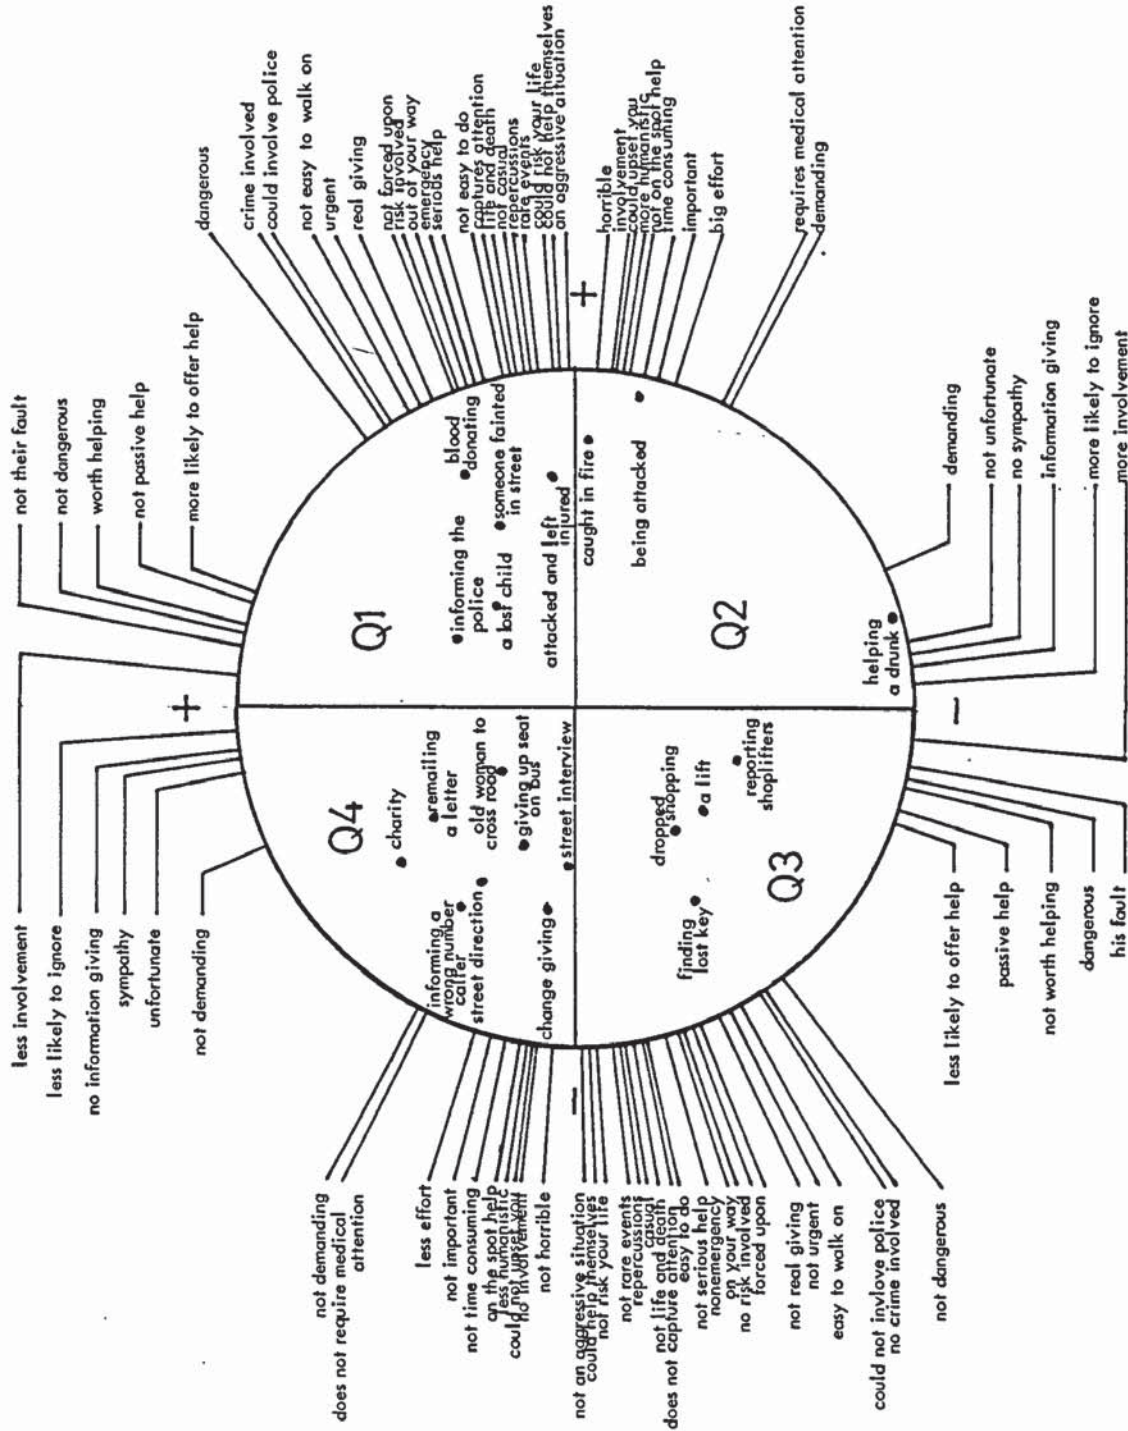 less involvement
less likely to ignore
no information giving
sympathy
unfortunate
not demanding
not their fault
not dangerous
worth helping
not passive help
more likely to offer help
+
not demanding
does not require medical
attention
less effort
not important
not time consuming
on the spot help
less humanistic
could not upset you
no involvement
not horrible
−
not an aggressive situation
could help themselves
not risk your life
not rare events
repercussions
casual
not life and death
does not capture attention
easy to do
not serious help
nonemergency
on your way
no risk involved
forced upon
not real giving
not urgent
easy to walk on
could not invlove police
no crime involved
not dangerous
Q4
charity
remailing
a letter
old woman to
cross road
giving up seat
on bus
informing a
wrong number
caller
street direction
change giving
street interview
Q1
informing the
police
a lost child
blood
donating
someone fainted
in street
attacked and left
injured
caught in fire
being attacked
Q2
helping
a drunk
dropped
shopping
a lift
reporting
shoplifters
finding
lost key
Q3
dangerous
crime involved
could involve police
not easy to walk on
urgent
real giving
not forced upon
risk involved
out of your way
emergency
serious help
not easy to do
captures attention
life and death
not casual
repercussions
rare events
could risk your life
could not help themselves
an aggressive aituation
+
horrible
involvement
could upset you
more humanistic
not on the spot help
time consuming
important
big effort
requires medical attention
demanding
−
less likely to offer help
passive help
not worth helping
dangerous
his fault
demanding
not unfortunate
no sympathy
information giving
more likely to ignore
more involvement